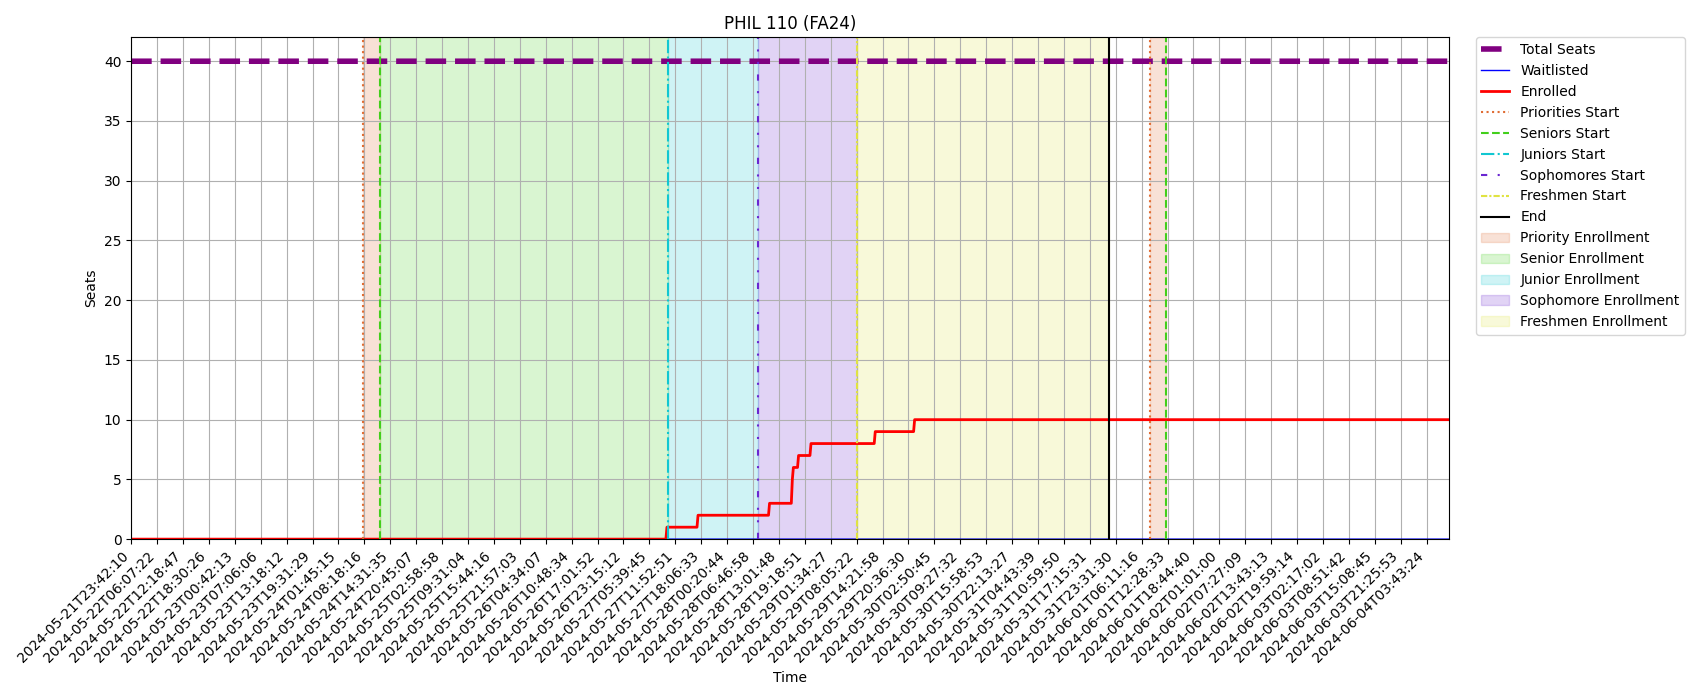 PHIL 110 (FA24)
Seats
40
35
30
25
20
15
10
5
0
2024-05-21T23:42:10
2024-05-22T06:07:22
2024-05-22T12:18:47
2024-05-22T18:30:26
2024-05-23T00:42:13
2024-05-23T07:06:06
2024-05-23T13:18:12
2024-05-23T19:31:29
2024-05-24T01:45:15
2024-05-24T08:18:16
2024-05-24T14:31:35
2024-05-24T20:45:07
2024-05-25T02:58:58
2024-05-25T09:31:04
2024-05-25T15:44:16
2024-05-25T21:57:03
2024-05-26T04:34:07
2024-05-26T10:48:34
2024-05-26T17:01:52
2024-05-26T23:15:12
2024-05-27T05:39:45
2024-05-27T11:52:51
2024-05-27T18:06:33
2024-05-28T00:20:44
2024-05-28T06:46:58
2024-05-28T13:01:48
2024-05-28T19:18:51
2024-05-29T01:34:27
2024-05-29T08:05:22
2024-05-29T14:21:58
2024-05-29T20:36:30
2024-05-30T02:50:45
2024-05-30T09:27:32
2024-05-30T15:58:53
2024-05-30T22:13:27
2024-05-31T04:43:39
2024-05-31T10:59:50
2024-05-31T17:15:31
2024-05-31T23:31:30
2024-06-01T06:11:16
2024-06-01T12:28:33
2024-06-01T18:44:40
2024-06-02T01:01:00
2024-06-02T07:27:09
2024-06-02T13:43:13
2024-06-02T19:59:14
2024-06-03T02:17:02
2024-06-03T08:51:42
2024-06-03T15:08:45
2024-06-03T21:25:53
2024-06-04T03:43:24
Time
Total Seats
Waitlisted
Enrolled
Priorities Start
Seniors Start
Juniors Start
Sophomores Start
Freshmen Start
End
Priority Enrollment
Senior Enrollment
Junior Enrollment
Sophomore Enrollment
Freshmen Enrollment